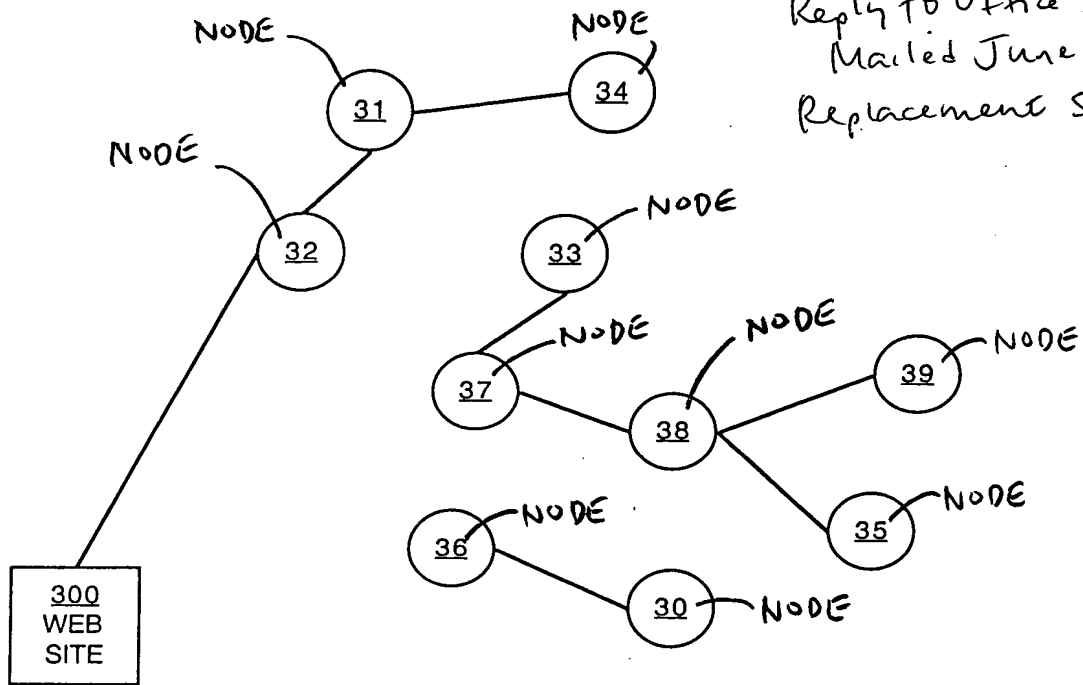 Reply to Office
Mailed June
Replacement S
NODE
NODE
31
34
NODE
32
NODE
33
NODE
NODE
37
38
NODE
39
NODE
36
NODE
35
30
NODE
300
WEB
SITE